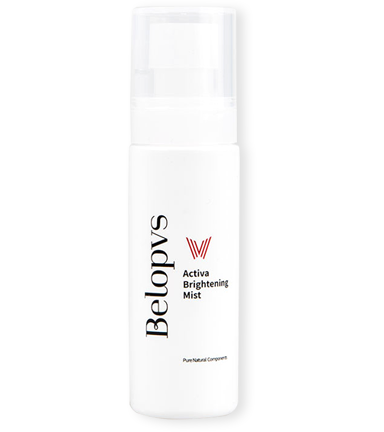 Belopvs
Activa
Brightening
Mist
Pure Natural Components